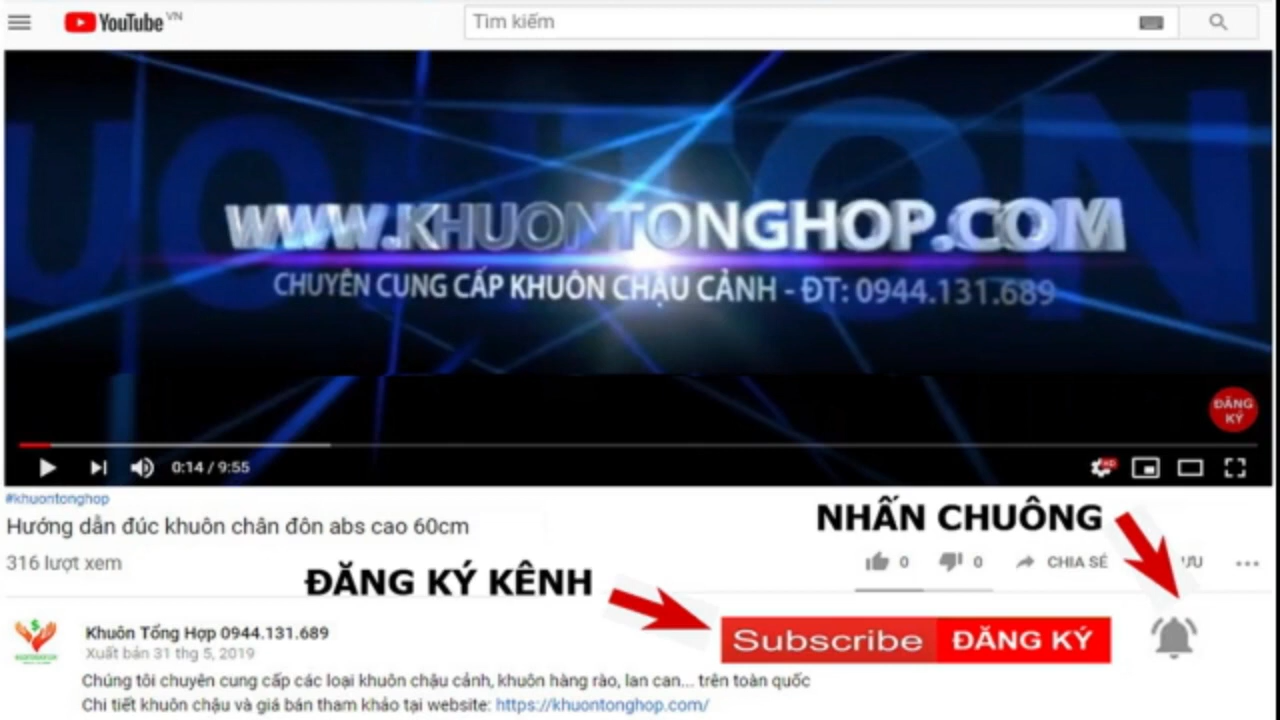 YouTube VN
Tìm kiếm
WWW.KHUONTONGHOP.COM
CHUYÊN CUNG CẤP KHUÔN CHẬU CẢNH - ĐT: 0944.131.689
ĐĂNG
KÝ
0:14 / 9:55
HD
#khuontonghop
Hướng dẫn đúc khuôn chân đôn abs cao 60cm
NHẤN CHUÔNG
316 lượt xem
0 0 CHIA SẺ ƯU
ĐĂNG KÝ KÊNH
Subscribe ĐĂNG KÝ
Khuôn Tổng Hợp 0944.131.689
Xuất bản 31 thg 5, 2019
Chúng tôi chuyên cung cấp các loại khuôn chậu cảnh, khuôn hàng rào, lan can... trên toàn quốc
Chi tiết khuôn chậu và giá bán tham khảo tại website: https://khuontonghop.com/